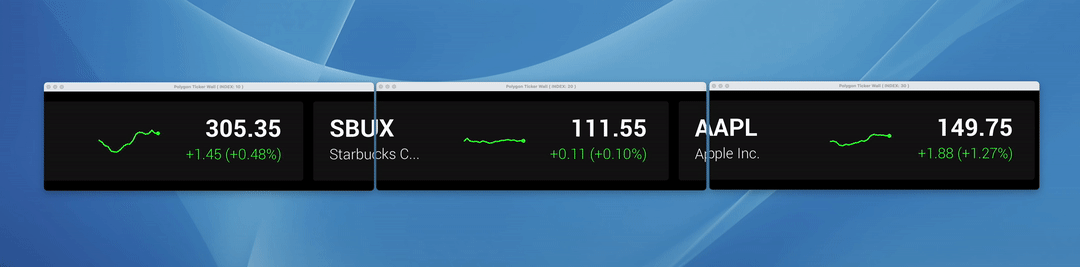 Polygon Ticker Wall [ INDEX: 10 ]
Polygon Ticker Wall [ INDEX: 20 ]
Polygon Ticker Wall [ INDEX: 30 ]
305.35
+1.45 (+0.48%)
SBUX
Starbucks C...
111.55
+0.11 (+0.10%)
AAPL
Apple Inc.
149.75
+1.88 (+1.27%)